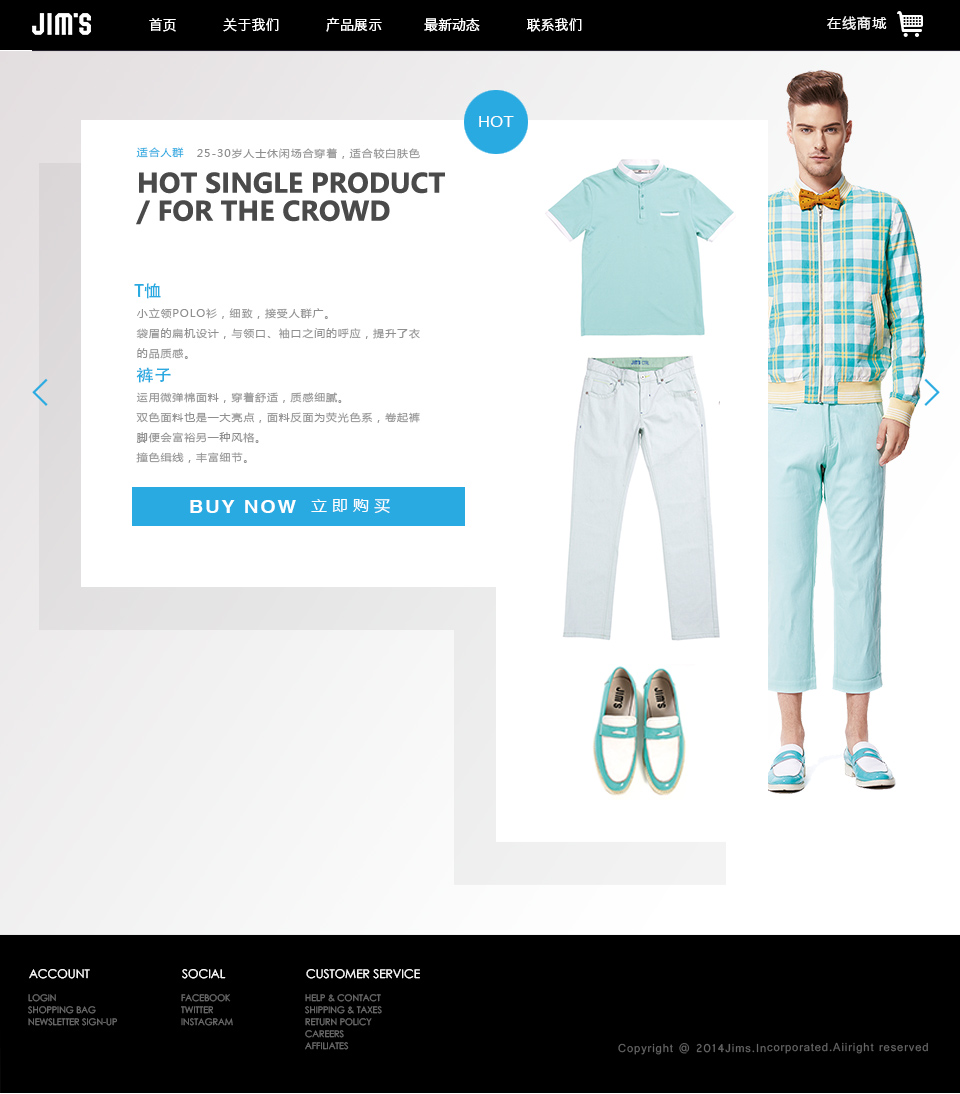 JIM'S
首页 关于我们 产品展示 最新动态 联系我们 在线商城
HOT
适合人群 25-30岁人士休闲场合穿着，适合较白肤色
HOT SINGLE PRODUCT
/ FOR THE CROWD
T恤
小立领POLO衫，细致，接受人群广。
袋眉的扁机设计，与领口、袖口之间的呼应，提升了衣
的品质感。
裤子
运用微弹棉面料，穿着舒适，质感细腻。
双色面料也是一大亮点，面料反面为荧光色系，卷起裤
脚便会富裕另一种风格。
撞色缉线，丰富细节。
BUY NOW 立即购买
JIM'S
JIM'S
JIM'S
ACCOUNT
LOGIN
SHOPPING BAG
NEWSLETTER SIGN-UP
SOCIAL
FACEBOOK
TWITTER
INSTAGRAM
CUSTOMER SERVICE
HELP & CONTACT
SHIPPING & TAXES
RETURN POLICY
CAREERS
AFFILIATES
Copyright @ 2014Jims.Incorporated.Aiiright reserved